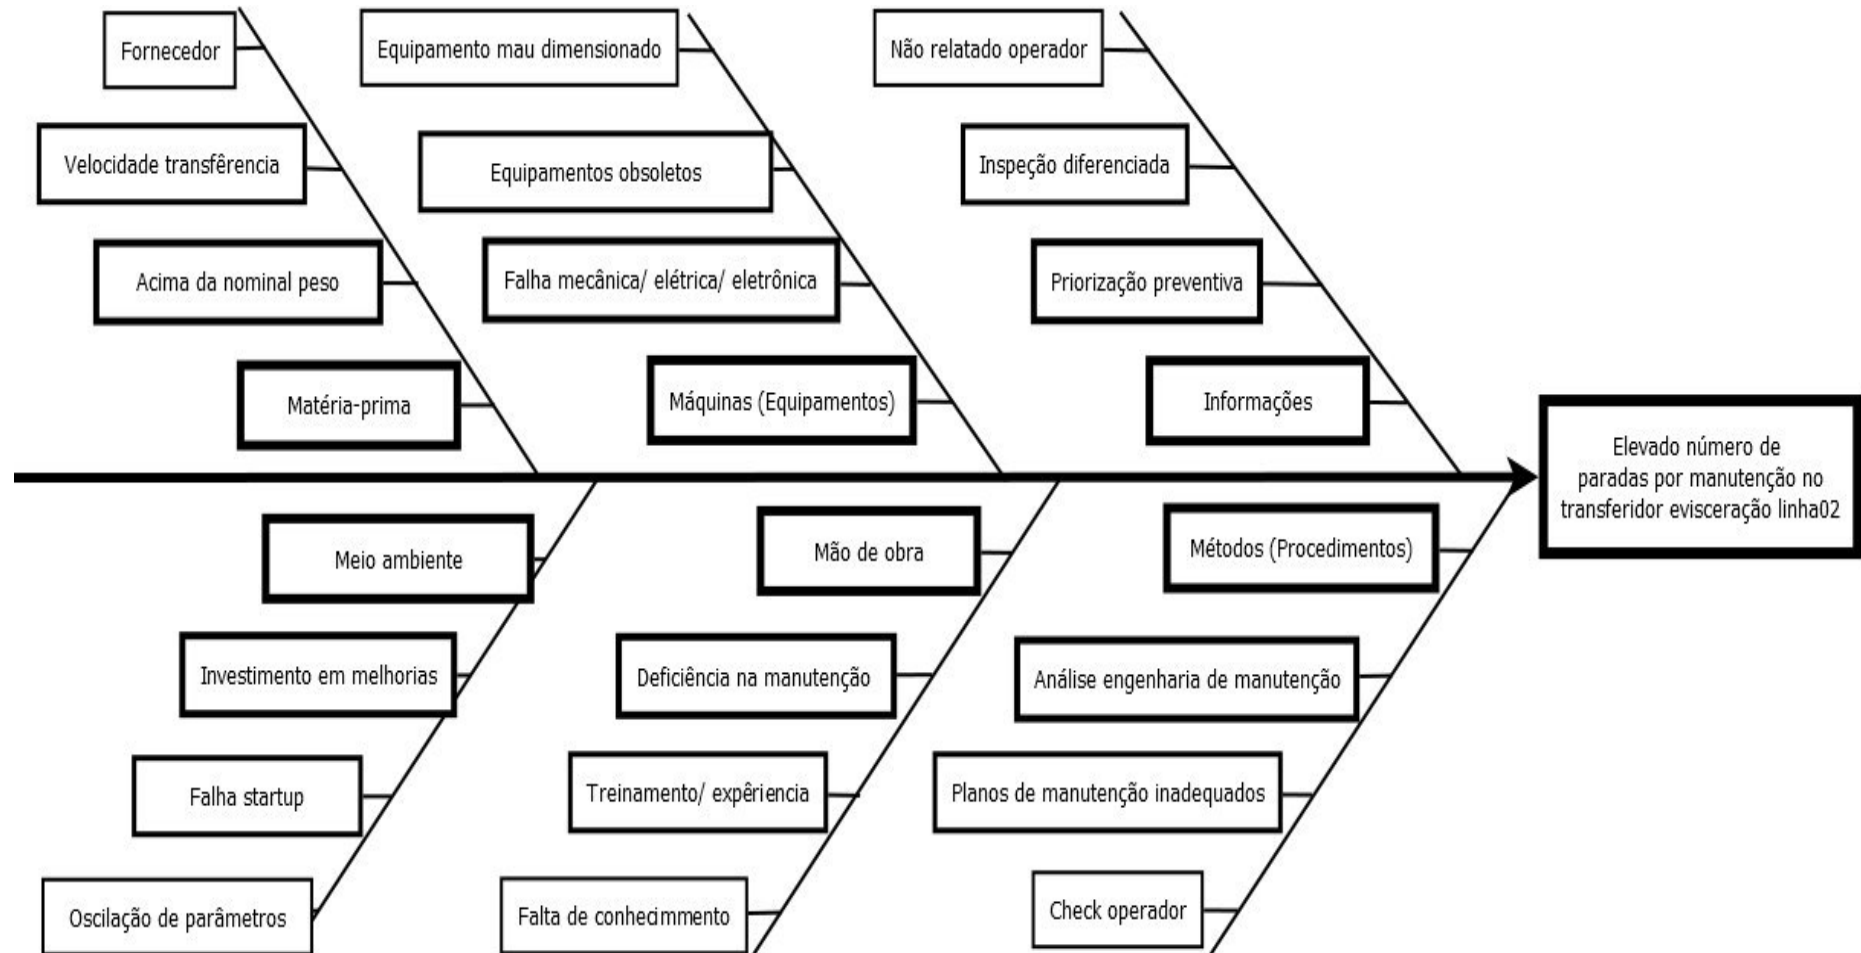 Fornecedor
Equipamento mau dimensionado
Não relatado operador
Velocidade transfêrencia
Equipamentos obsoletos
Inspeção diferenciada
Acima da nominal peso
Falha mecânica/ elétrica/ eletrônica
Priorização preventiva
Matéria-prima
Máquinas (Equipamentos)
Informações
Elevado número de
paradas por manutenção no
transferidor evisceração linha02
Meio ambiente
Mão de obra
Métodos (Procedimentos)
Investimento em melhorias
Deficiência na manutenção
Análise engenharia de manutenção
Falha startup
Treinamento/ expêriencia
Planos de manutenção inadequados
Oscilação de parâmetros
Falta de conhecimmento
Check operador